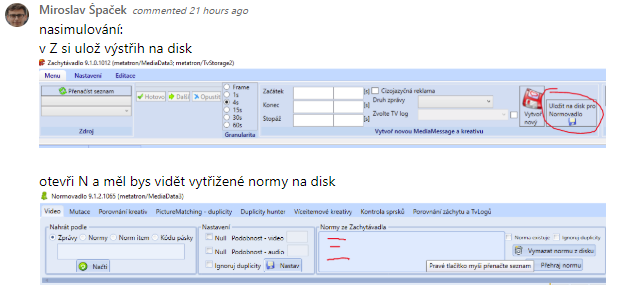 Miroslav Špaček commented 21 hours ago
nasimulování:
v Z si ulož výstřih na disk
Zachytávadlo 9.1.0.1012 (metatron/MediaData3; metatron/TvStorage2)
Menu Nastavení Editace
Přenačíst seznam
Zdroj
Hotovo Další Opustit
Frame
1s
4s
15s
30s
60s
Granularita
Začátek [s]
Konec [s]
Stopáž [s]
Cizojazyčná reklama
Druh zprávy
Zvolte TV log
Vytvoř novou MediaMessage a kreativu
Vytvoř nový
Uložit na disk pro Normovadlo
otevři N a měl bys vidět vytřižené normy na disk
Normovadlo 9.1.2.1065 (metatron/MediaData3)
Video Mutace Porovnání kreativ PictureMatching - duplicity Duplicity hunter Víceitemové kreativy Kontrola sprsků Porovnání záchytu a TvLogů
Nahrát podle
Zprávy Normy Norm item Kódu pásky
Načti
Nastavení
Null Podobnost - video
Null Podobnost - audio
Ignoruj duplicity Nastav
Normy ze Zachytávadla
Pravé tlačítko myši přenačte seznam
Normu cestuje Ignoruj duplicity
Vymazat normu z disku
Přehraj normu